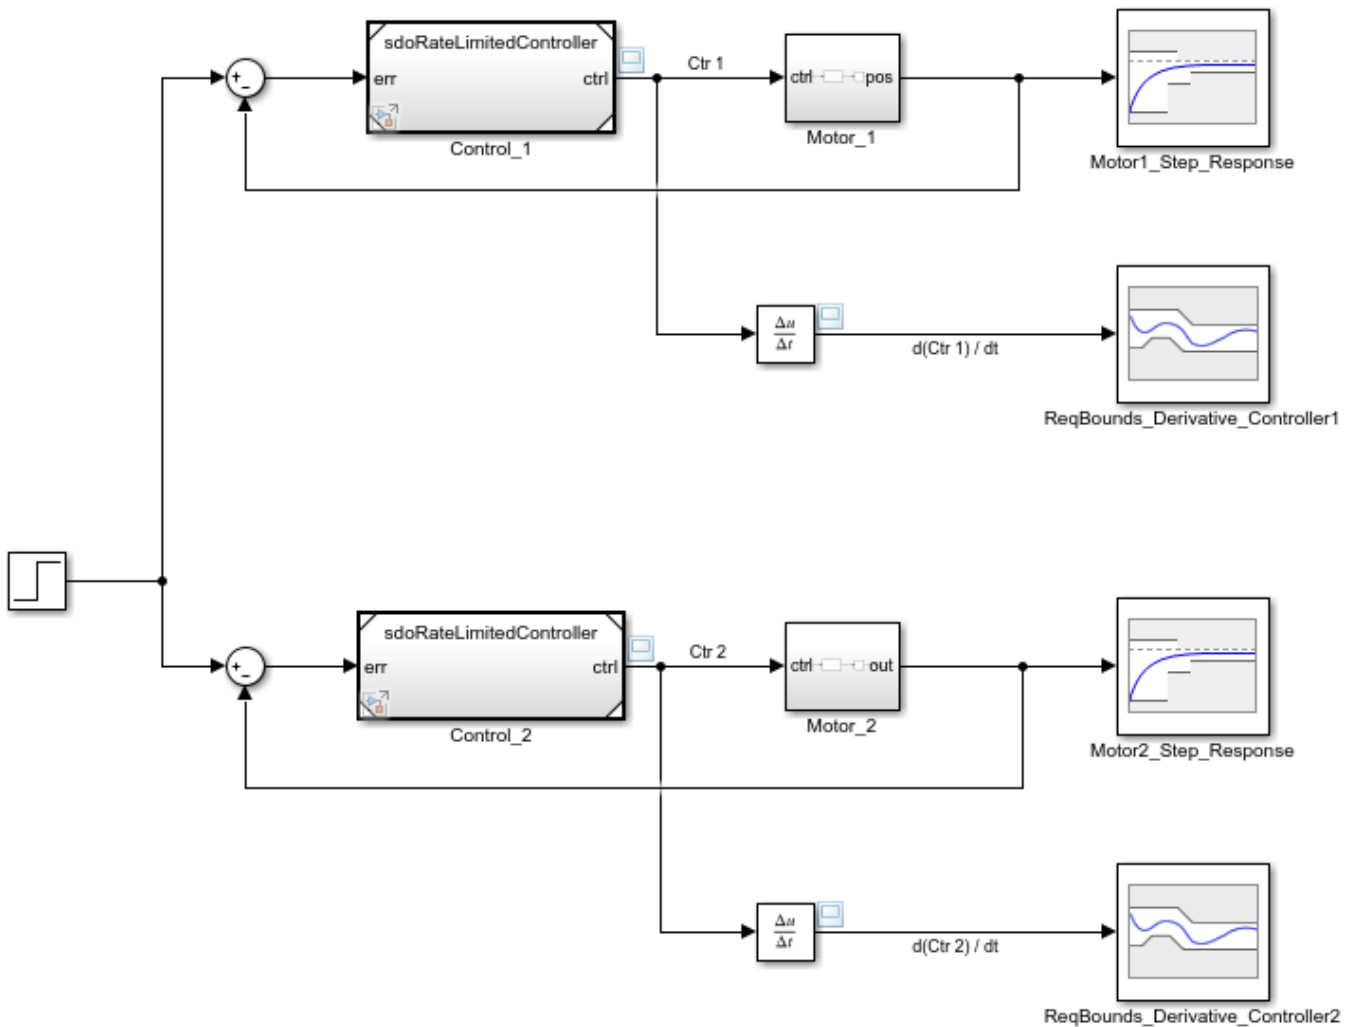 sdoRateLimitedController
+
-
err
ctrl
Control_1
Ctr 1
ctrl
pos
Motor_1
Motor1_Step_Response
Δu
Δt
d(Ctr 1) / dt
ReqBounds_Derivative_Controller1
sdoRateLimitedController
+
-
err
ctrl
Control_2
Ctr 2
ctrl
out
Motor_2
Motor2_Step_Response
Δu
Δt
d(Ctr 2) / dt
ReqBounds_Derivative_Controller2